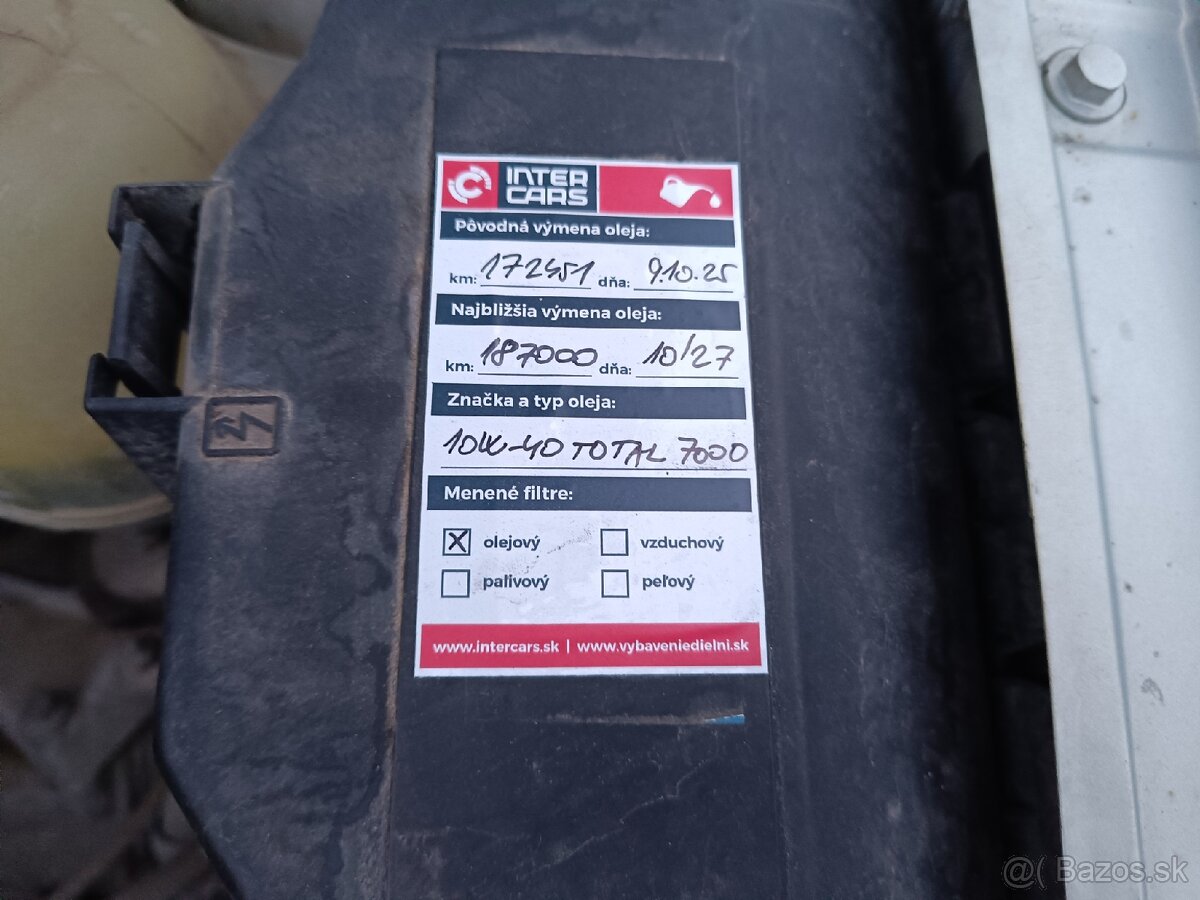 INTER CARS
Pôvodná výmena oleja:
km: 172451 dňa: 9.10.25
Najbližšia výmena oleja:
km: 187000 dňa: 10/27
Značka a typ oleja:
10W-40 TOTAL 7000
Menené filtre:
X olejový vzduchový
palivový peľový
www.intercars.sk | www.vybaveniedielni.sk
@( Bazos.sk